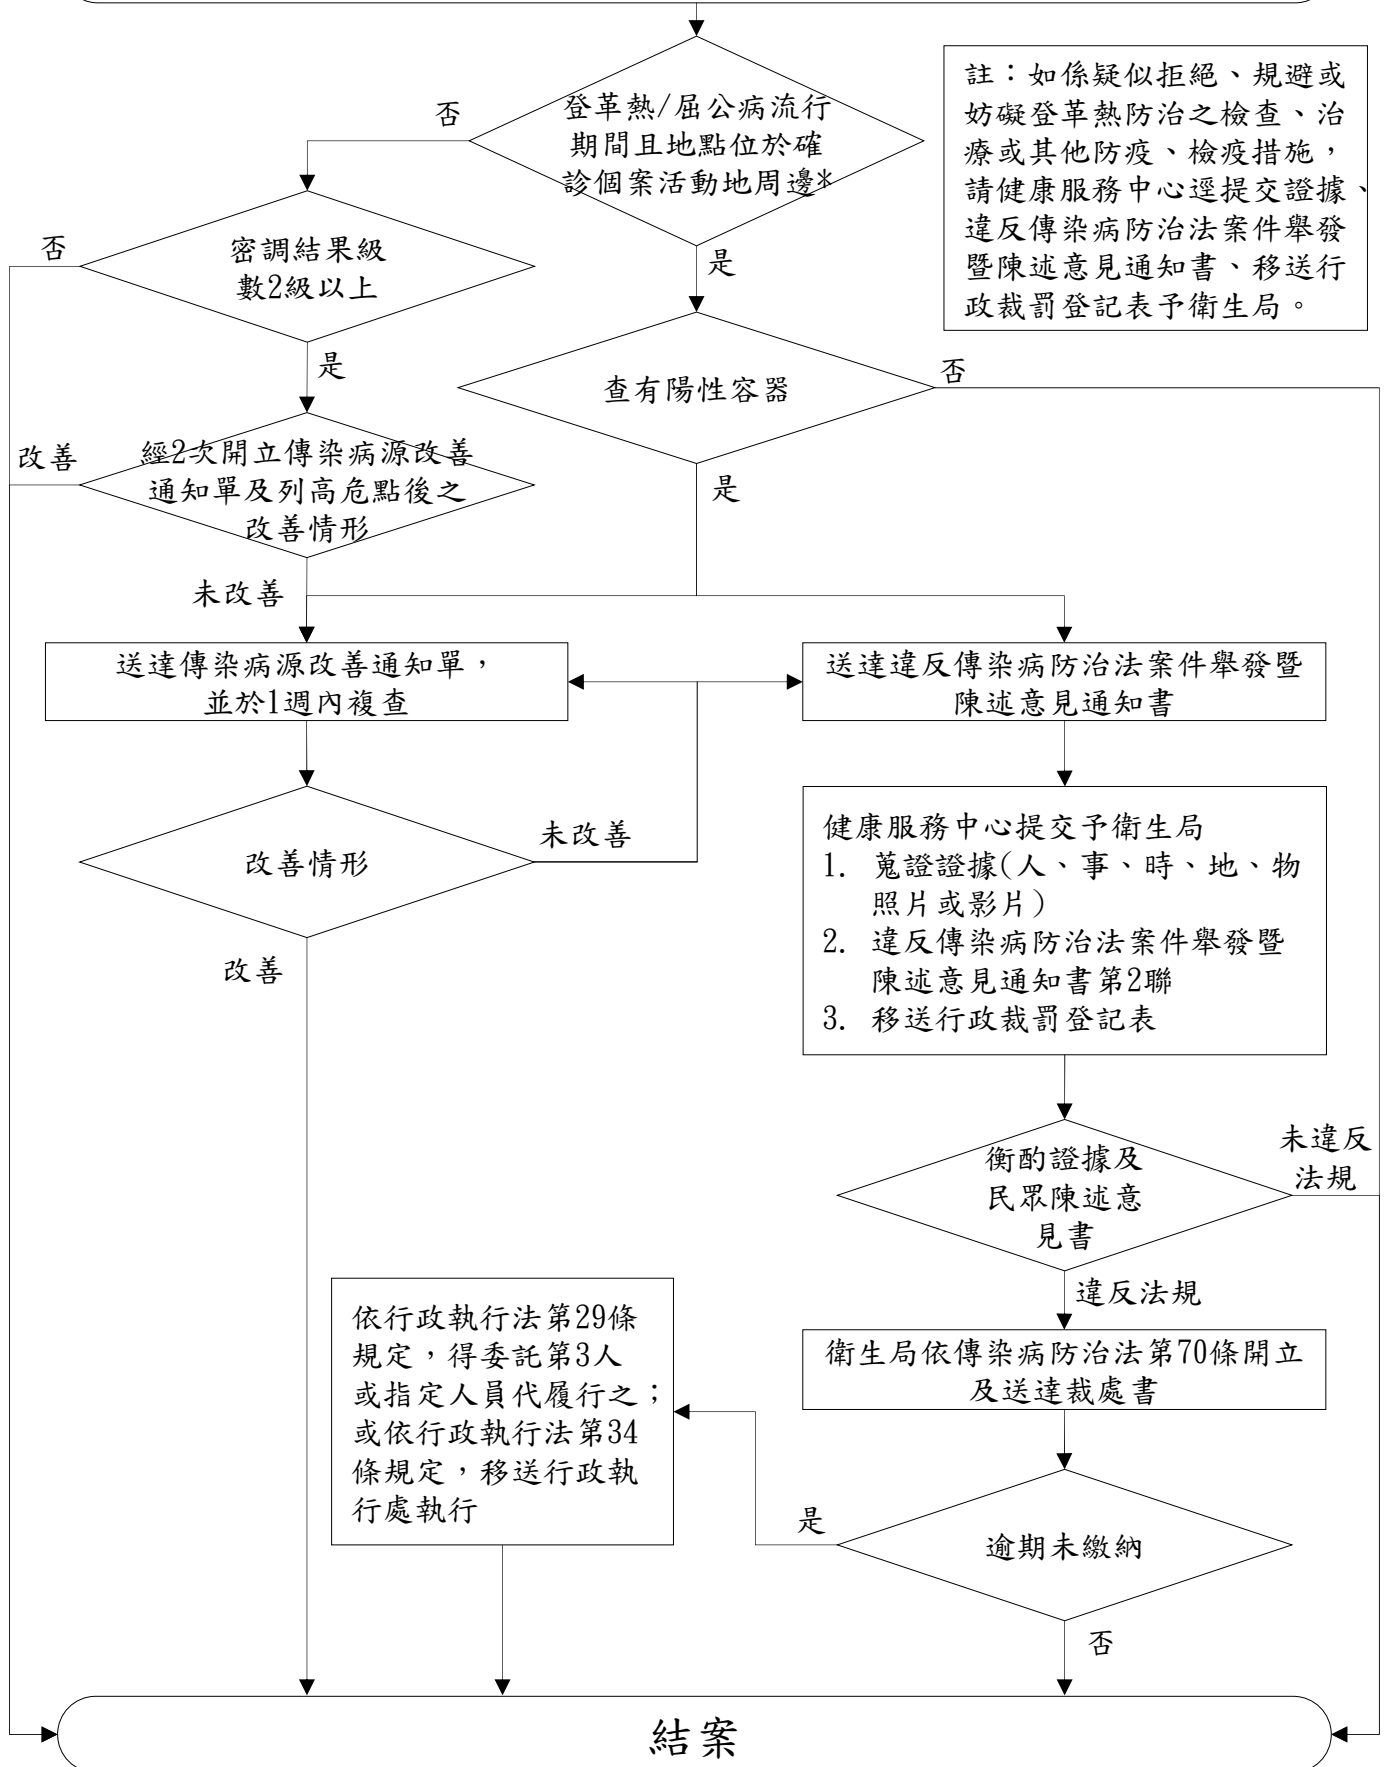 登革熱/屈公病流行
期間且地點位於確
診個案活動地周邊*
否
是
註：如係疑似拒絕、規避或
妨礙登革熱防治之檢查、治
療或其他防疫、檢疫措施，
請健康服務中心逕提交證據、
違反傳染病防治法案件舉發
暨陳述意見通知書、移送行
政裁罰登記表予衛生局。
密調結果級
數2級以上
否
是
查有陽性容器
否
是
經2次開立傳染病源改善
通知單及列高危點後之
改善情形
改善
未改善
送達傳染病源改善通知單，
並於1週內複查
送達違反傳染病防治法案件舉發暨
陳述意見通知書
改善情形
未改善
改善
健康服務中心提交予衛生局
1. 蒐證證據(人、事、時、地、物
照片或影片)
2. 違反傳染病防治法案件舉發暨
陳述意見通知書第2聯
3. 移送行政裁罰登記表
衡酌證據及
民眾陳述意
見書
未違反
法規
違反法規
衛生局依傳染病防治法第70條開立
及送達裁處書
依行政執行法第29條
規定，得委託第3人
或指定人員代履行之；
或依行政執行法第34
條規定，移送行政執
行處執行
是
逾期未繳納
否
結案